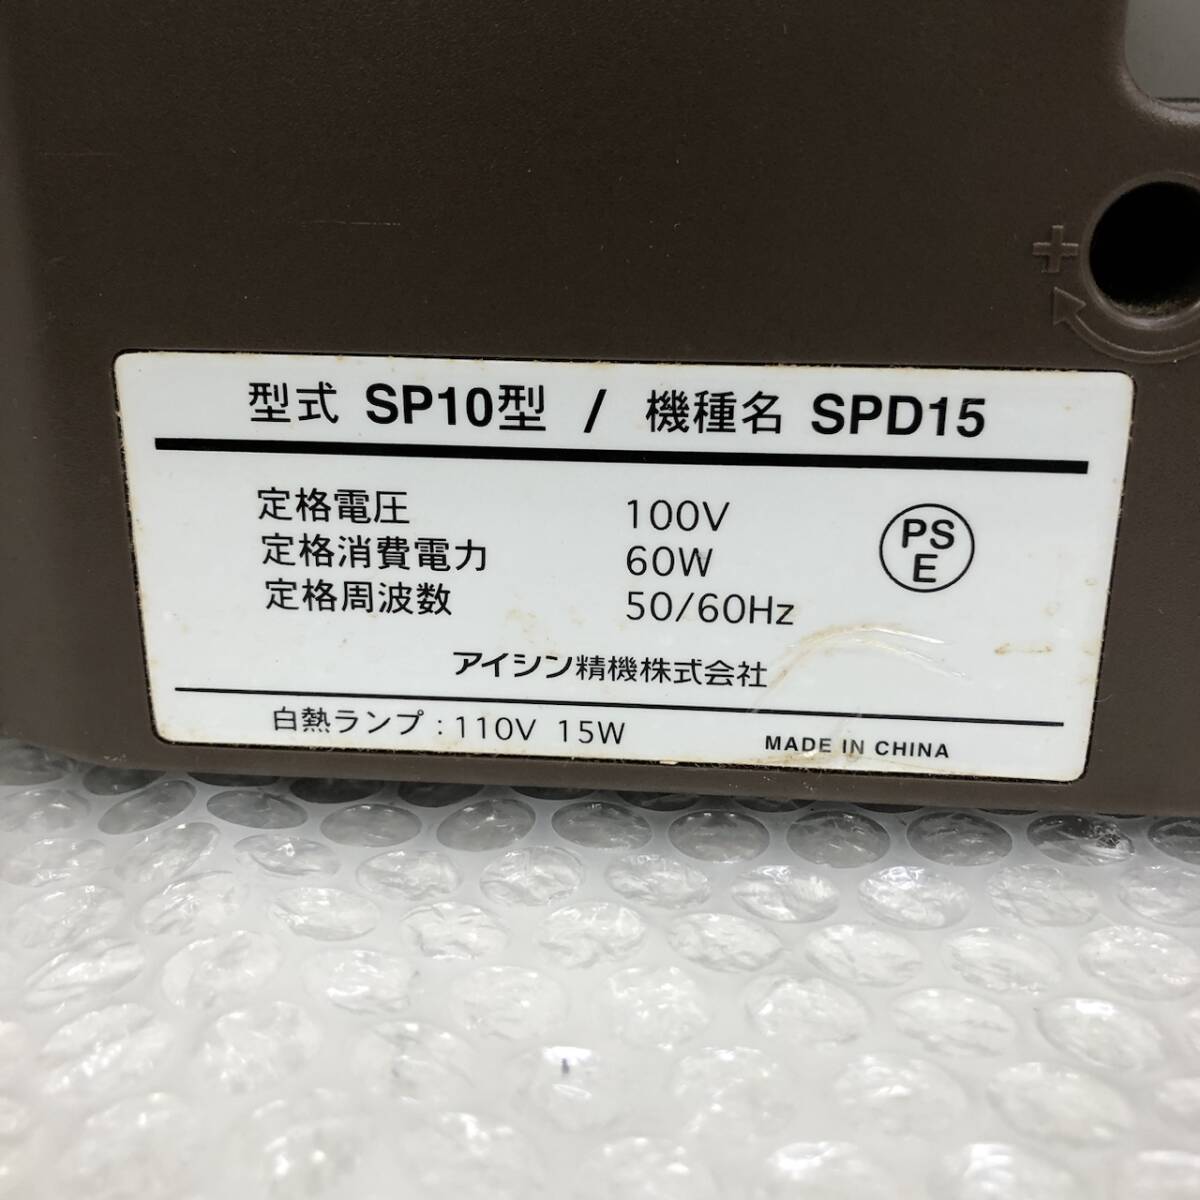 型式 SP10型 / 機種名 SPD15
定格電圧 100V
定格消費電力 60W
定格周波数 50/60Hz
PS
E
アイシン精機株式会社
白熱ランプ : 110V 15W
MADE IN CHINA
+